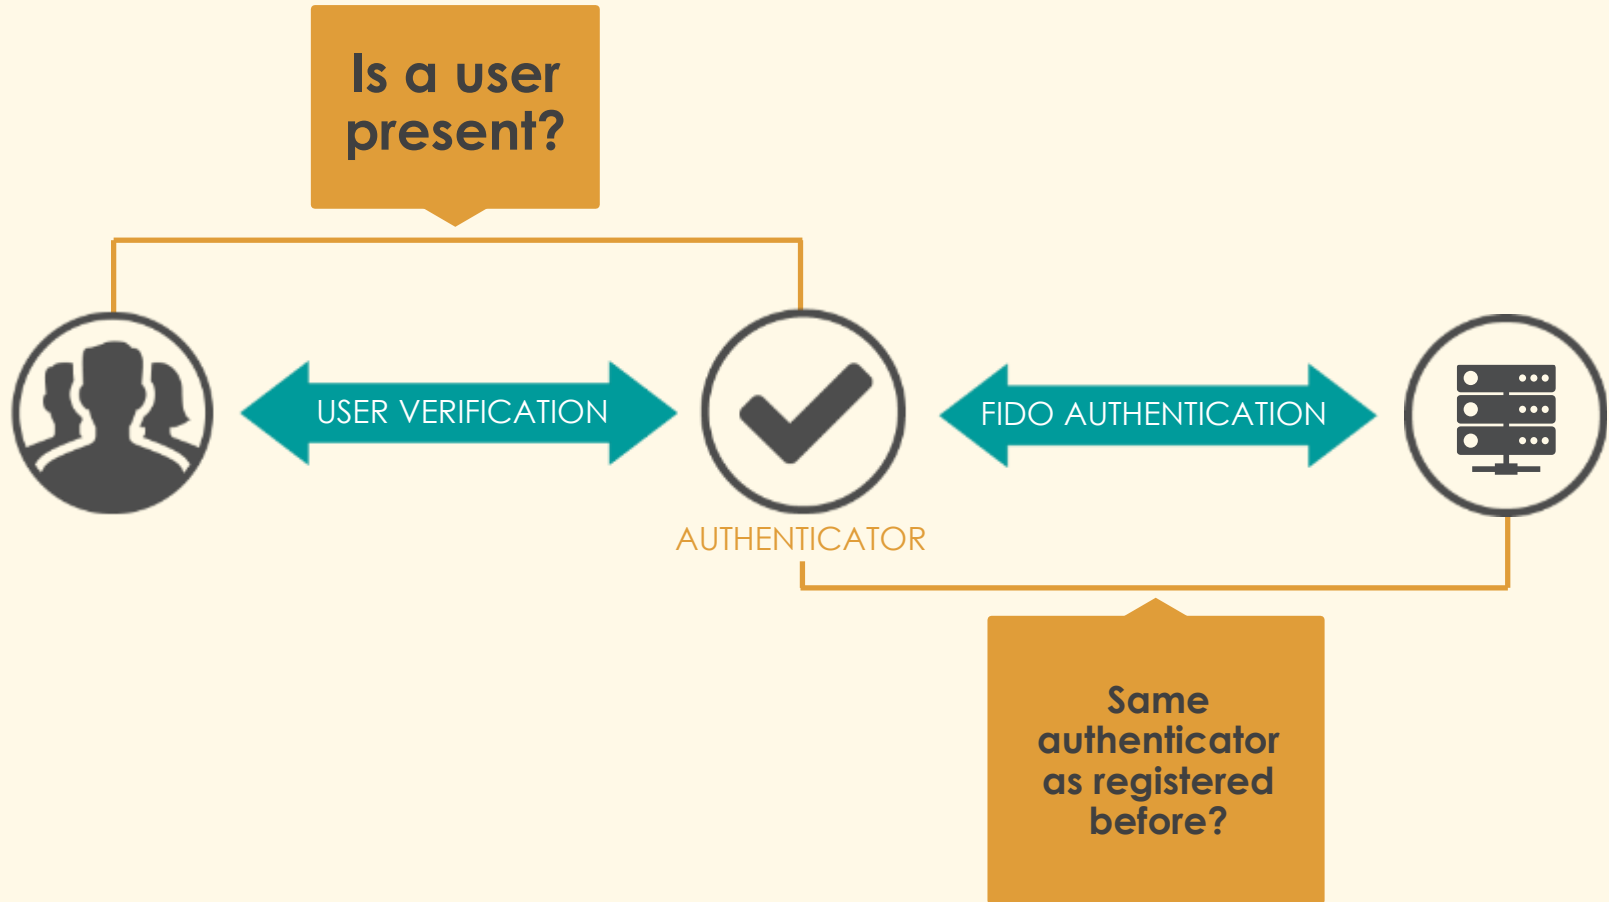 Is a user
present?
USER VERIFICATION
FIDO AUTHENTICATION
AUTHENTICATOR
Same
authenticator
as registered
before?